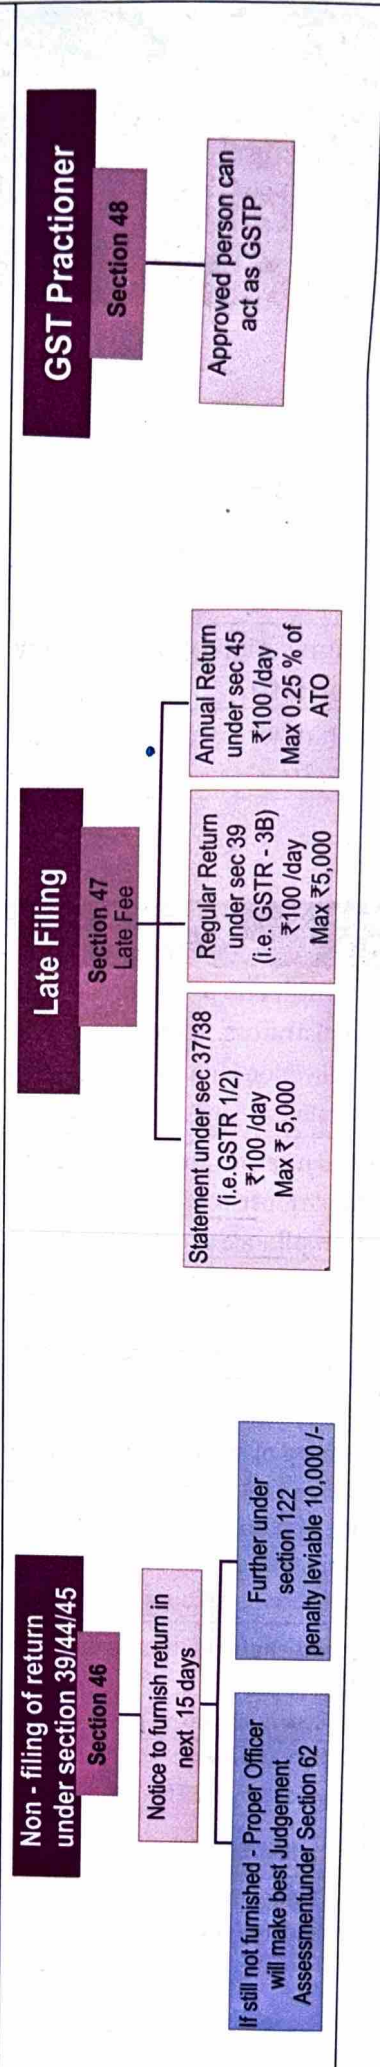 Non - filing of return
under section 39/44/45
Section 46
Notice to furnish return in
next 15 days
If still not furnished - Proper Officer
will make best Judgement
Assessmentunder Section 62
Further under
section 122
penalty leviable 10,000 /-
Late Filing
Section 47
Late Fee
Statement under sec 37/38
(i.e.GSTR 1/2)
₹100 /day
Max ₹ 5,000
Regular Return
under sec 39
(i.e. GSTR - 3B)
₹100 /day
Max ₹5,000
Annual Return
under sec 45
₹100 /day
Max 0.25 % of
ATO
GST Practioner
Section 48
Approved person can
act as GSTP